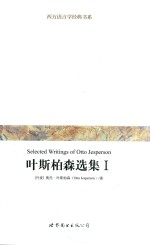 西方语言学经典书系
Selected Writings of Otto Jespersen
叶斯柏森选集 I
[丹麦] 奥托·叶斯柏森 (Otto Jespersen) 著
世界图书出版公司